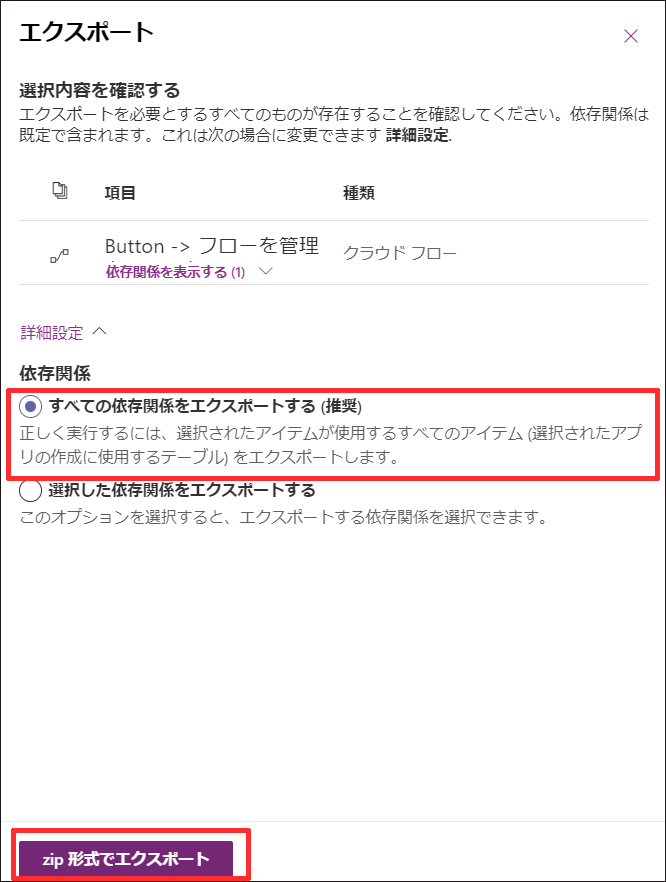 エクスポート
選択内容を確認する
エクスポートを必要とするすべてのものが存在することを確認してください。依存関係は
既定で含まれます。これは次の場合に変更できます 詳細設定.
項目 種類
Button -> フローを管理 クラウド フロー
依存関係を表示する (1)
詳細設定
依存関係
すべての依存関係をエクスポートする (推奨)
正しく実行するには、選択されたアイテムが使用するすべてのアイテム (選択されたアプ
リの作成に使用するテーブル) をエクスポートします。
選択した依存関係をエクスポートする
このオプションを選択すると、エクスポートする依存関係を選択できます。
zip 形式でエクスポート